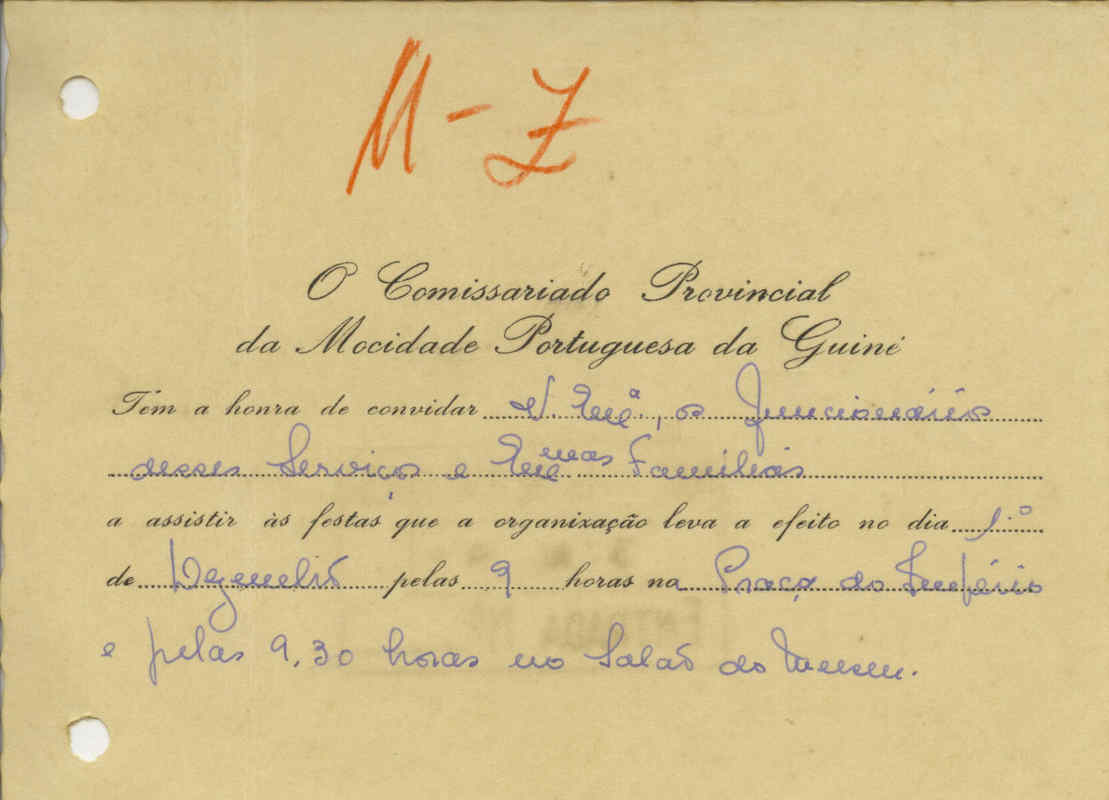 M - Z
O Comissariado Provincial
da Mocidade Portuguesa da Guiné
Tém a honra de convidar V. Exª, os funcionários
desses Serviços e Exmas Famílias
a assistir às festas que a organização leva a efeito no dia 1.º
de Dezembro pelas 9 horas na Praça do Império
e pelas 9,30 horas no Salão do Museu.